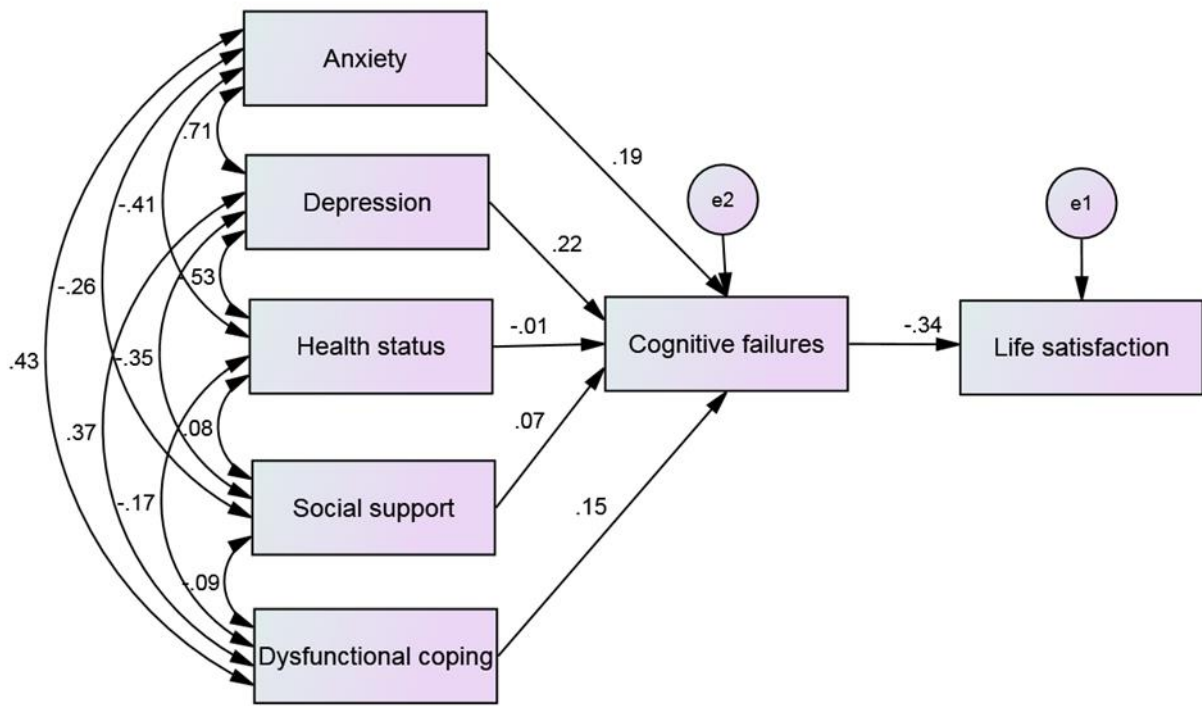 Anxiety
.71
.19
Depression
e2
e1
-.41
.22
-.26
.53
Health status
-.01
Cognitive failures
-.34
Life satisfaction
.43
-.35
.37
.08
.07
-.17
Social support
.15
-.09
Dysfunctional coping